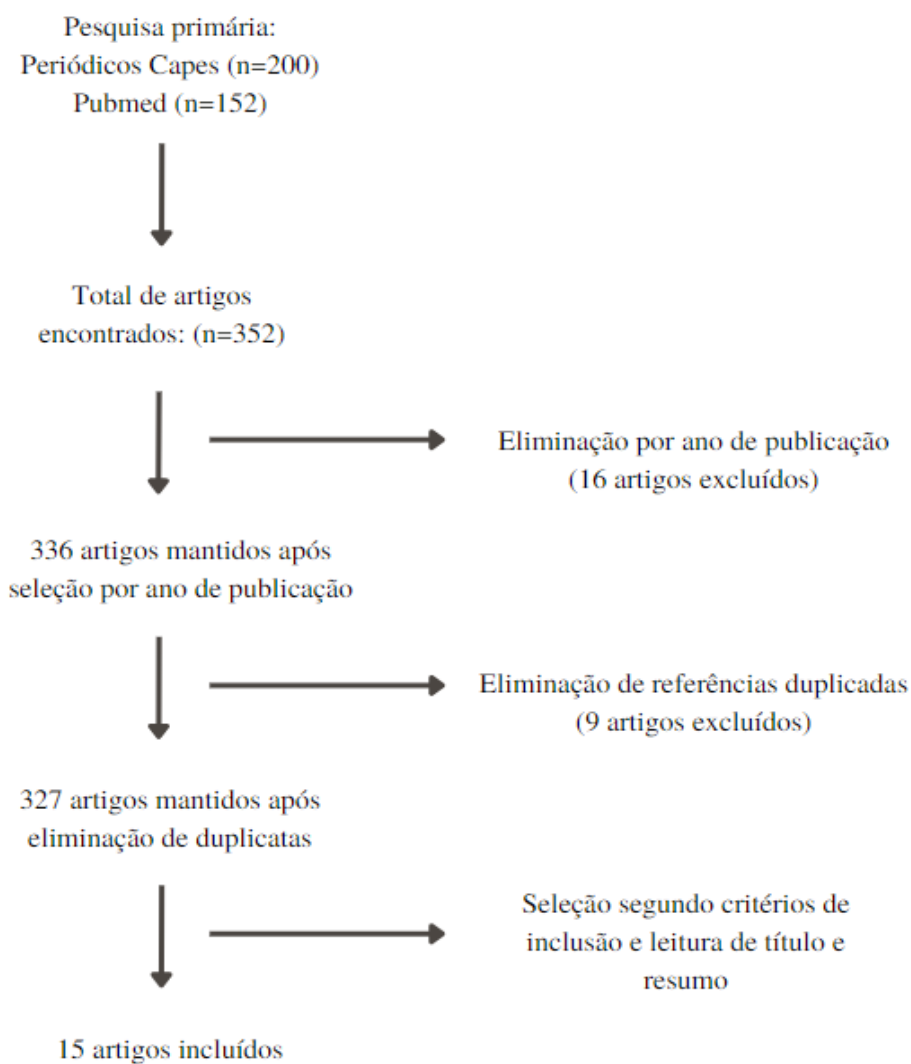 Pesquisa primária:
Periódicos Capes (n=200)
Pubmed (n=152)
Total de artigos
encontrados: (n=352)
Eliminação por ano de publicação
(16 artigos excluídos)
336 artigos mantidos após
seleção por ano de publicação
Eliminação de referências duplicadas
(9 artigos excluídos)
327 artigos mantidos após
eliminação de duplicatas
Seleção segundo critérios de
inclusão e leitura de título e
resumo
15 artigos incluídos